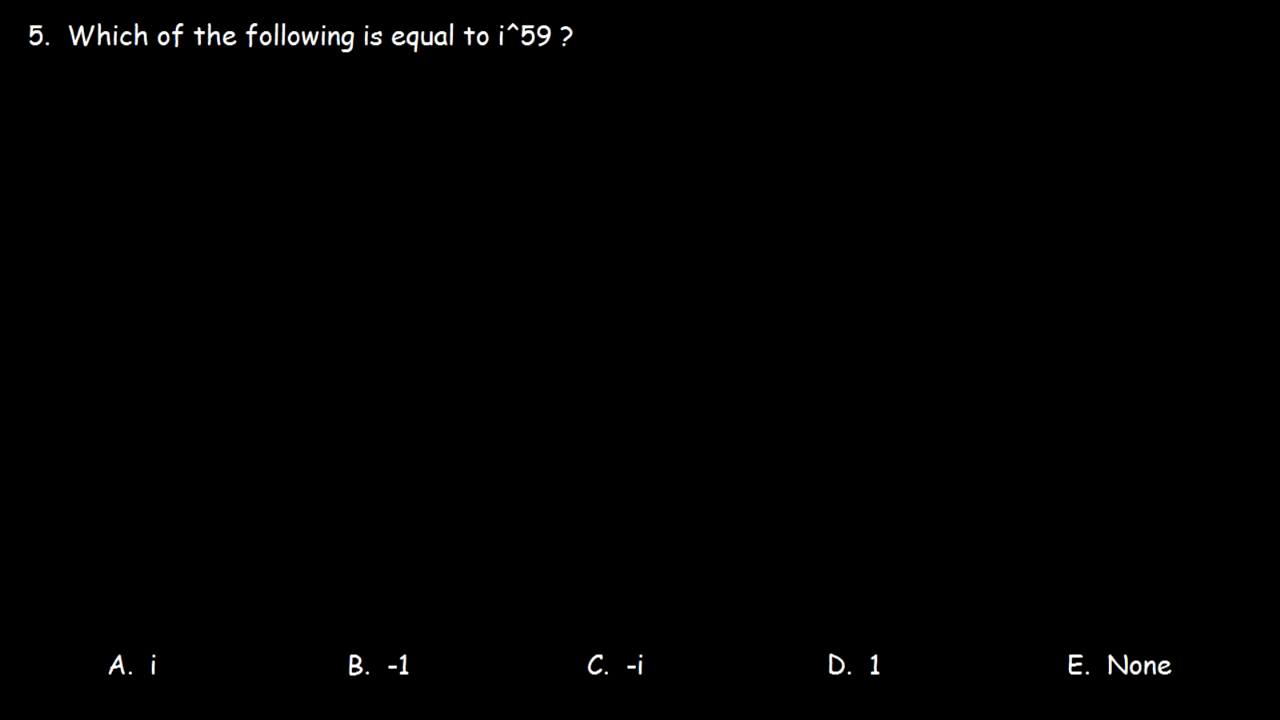 5. Which of the following is equal to i^59 ?
A. i B. -1 C. -i D. 1 E. None